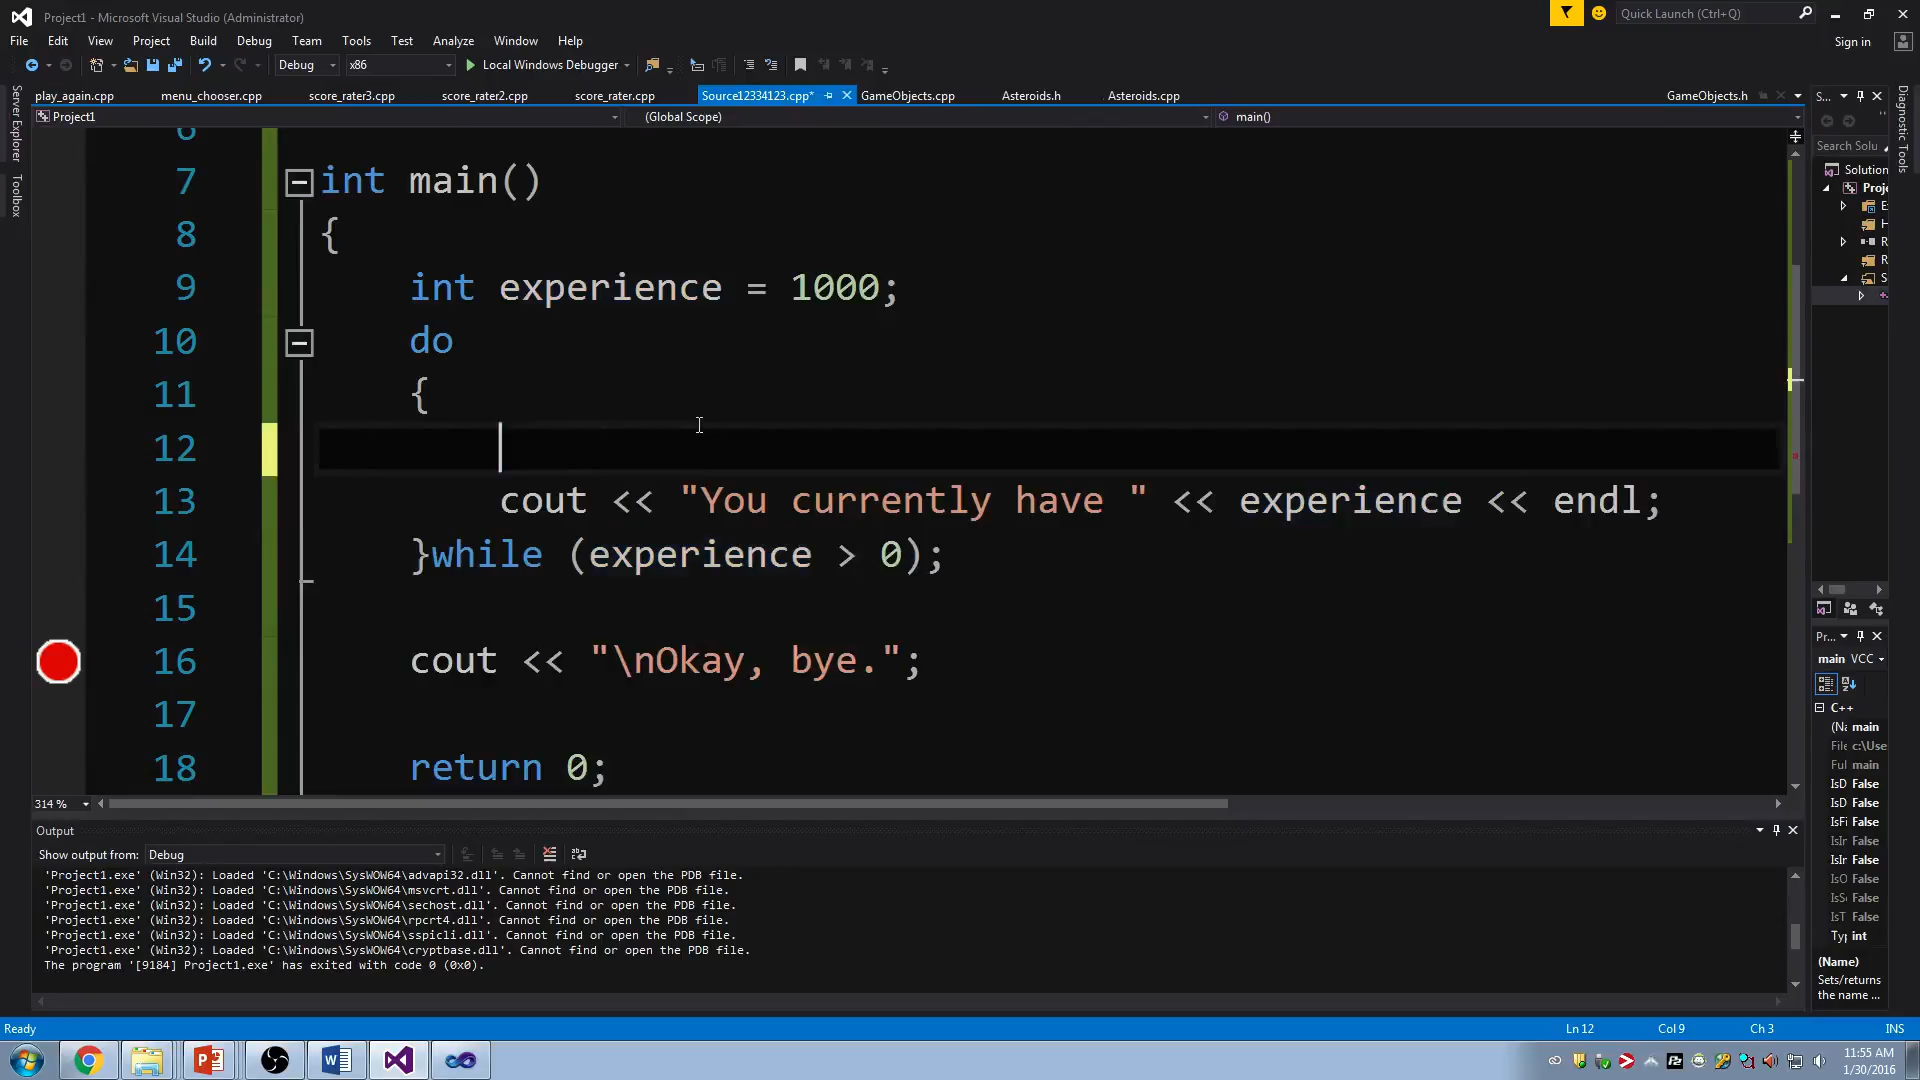 Project1 - Microsoft Visual Studio (Administrator)
Quick Launch (Ctrl+Q)
File Edit View Project Build Debug Team Tools Test Analyze Window Help
Sign in
Debug x86 Local Windows Debugger
play_again.cpp menu_chooser.cpp score_rater3.cpp score_rater2.cpp score_rater.cpp Source12334123.cpp* GameObjects.cpp Asteroids.h Asteroids.cpp GameObjects.h
S...
Project1 (Global Scope) main()
Server Explorer
Toolbox
Diagnostic Tools
Search Solu
Solution
Proje
6
7 int main()
8 {
9 int experience = 1000;
10 do
11 {
12
13 cout << "You currently have " << experience << endl;
14 }while (experience > 0);
15
16 cout << "\nOkay, bye.";
17
18 return 0;
314 %
Pr...
main VCC
C++
(Na main
File c:\Use
Ful main
IsD False
IsD False
IsFi False
IsIn False
IsIr False
IsO False
IsSe False
IsT False
Typ int
(Name)
Sets/returns
the name ...
Output
Show output from: Debug
'Project1.exe' (Win32): Loaded 'C:\Windows\SysWOW64\advapi32.dll'. Cannot find or open the PDB file.
'Project1.exe' (Win32): Loaded 'C:\Windows\SysWOW64\msvcrt.dll'. Cannot find or open the PDB file.
'Project1.exe' (Win32): Loaded 'C:\Windows\SysWOW64\sechost.dll'. Cannot find or open the PDB file.
'Project1.exe' (Win32): Loaded 'C:\Windows\SysWOW64\rpcrt4.dll'. Cannot find or open the PDB file.
'Project1.exe' (Win32): Loaded 'C:\Windows\SysWOW64\sspicli.dll'. Cannot find or open the PDB file.
'Project1.exe' (Win32): Loaded 'C:\Windows\SysWOW64\cryptbase.dll'. Cannot find or open the PDB file.
The program '[9184] Project1.exe' has exited with code 0 (0x0).
Ready Ln 12 Col 9 Ch 3 INS
11:55 AM
1/30/2016